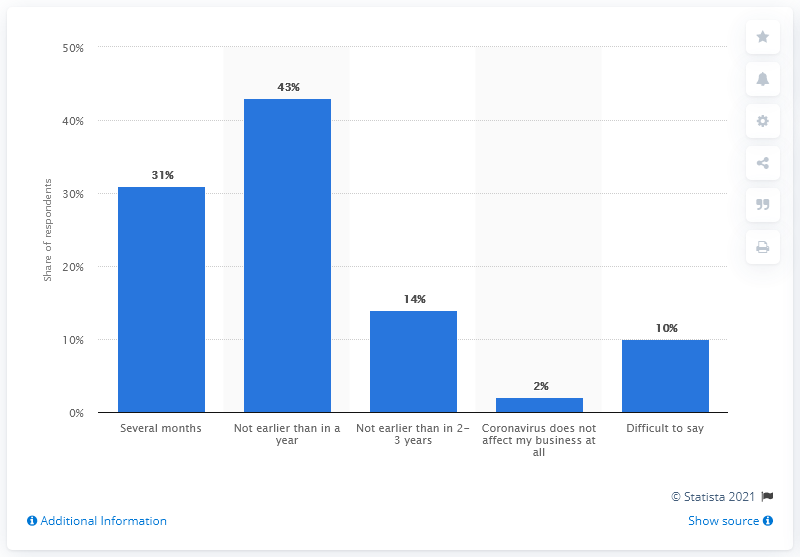 50%
40%
30%
20%
10%
0%
Share of respondents
31%
43%
14%
2%
10%
Several months
Not earlier than in a
year
Not earlier than in 2-
3 years
Coronavirus does not
affect my business at
all
Difficult to say
© Statista 2021
Additional Information
Show source